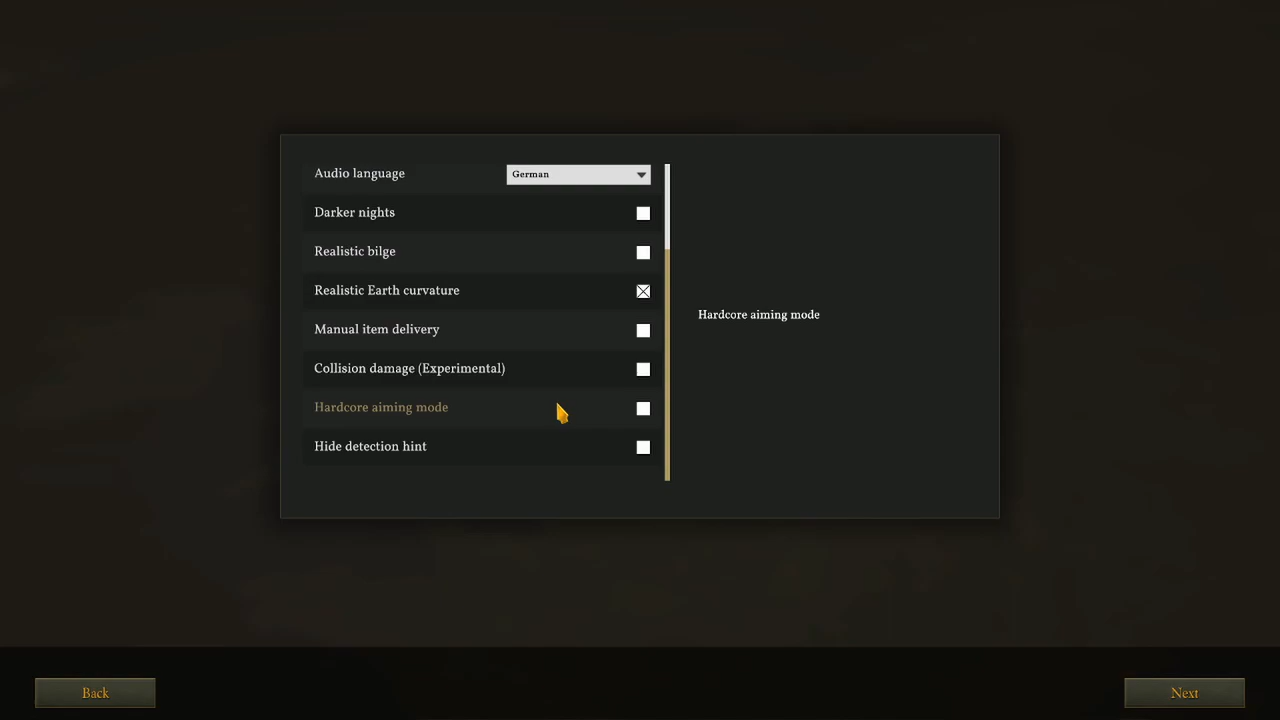 Audio language German
Darker nights
Realistic bilge
Realistic Earth curvature
Manual item delivery
Collision damage (Experimental)
Hardcore aiming mode
Hide detection hint
Hardcore aiming mode
Back
Next